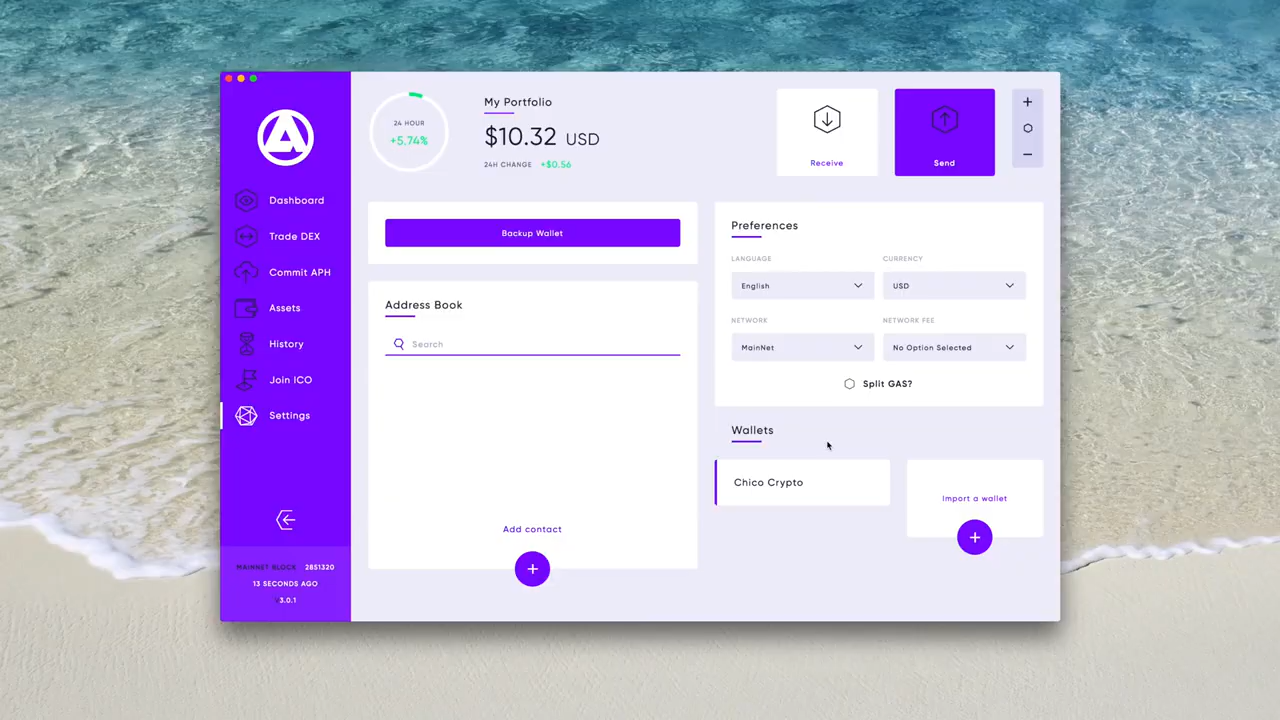 Dashboard
Trade DEX
Commit APH
Assets
History
Join ICO
Settings
MAINNET BLOCK 2851320
13 SECONDS AGO
V3.0.1
24 HOUR
+5.74%
My Portfolio
$10.32 USD
24H CHANGE +$0.56
Receive
Send
Backup Wallet
Address Book
Search
Add contact
Preferences
LANGUAGE CURRENCY
English USD
NETWORK NETWORK FEE
MainNet No Option Selected
Split GAS?
Wallets
Chico Crypto
Import a wallet